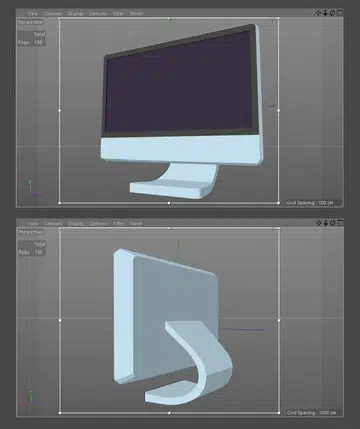 View Cameras Display Options Filter Panel
Perspective
Total
Polys 150
Grid Spacing : 100 cm
View Cameras Display Options Filter Panel
Perspective
Total
Polys 150
Grid Spacing : 1000 cm